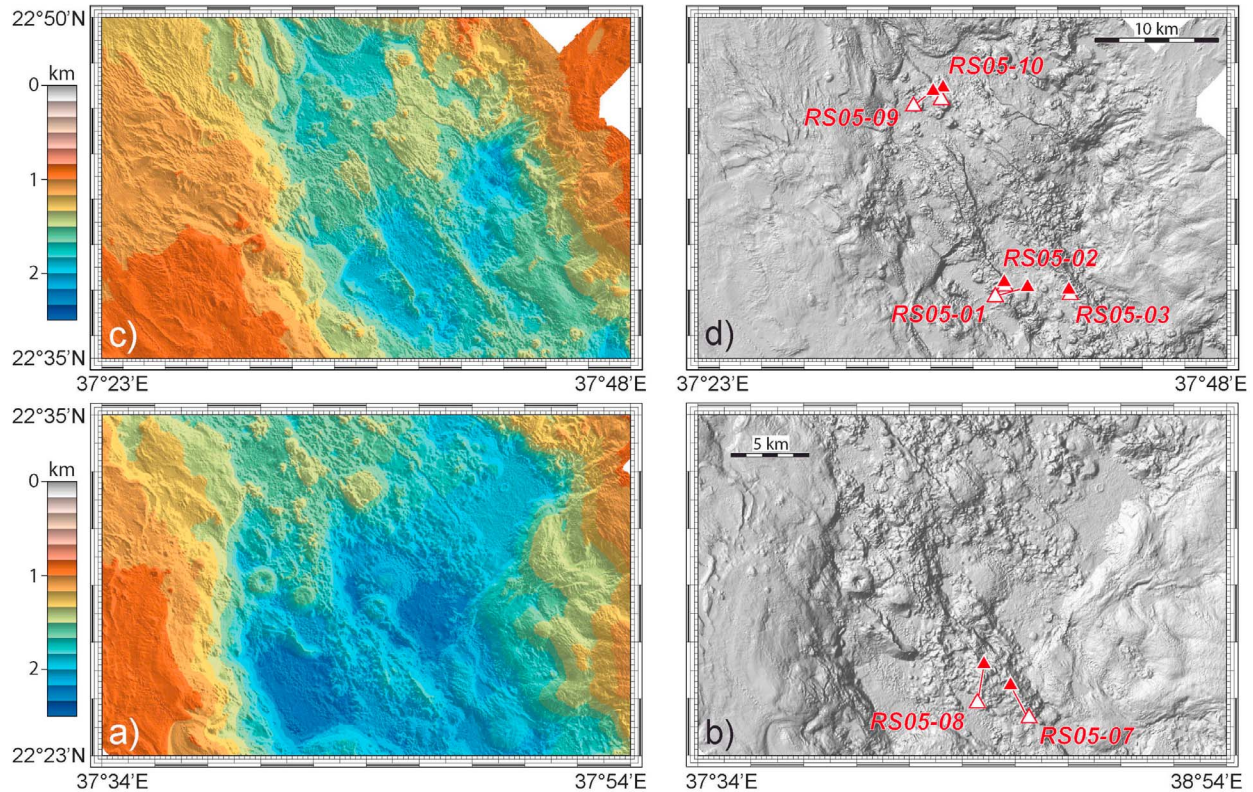 22°50'N
0
km
1
2
c)
22°35'N
37°23'E
37°48'E
10 km
RS05-10
RS05-09
RS05-02
RS05-01
RS05-03
d)
37°23'E
37°48'E
22°35'N
0
km
1
2
a)
22°23'N
37°34'E
37°54'E
5 km
RS05-08
RS05-07
b)
37°34'E
38°54'E